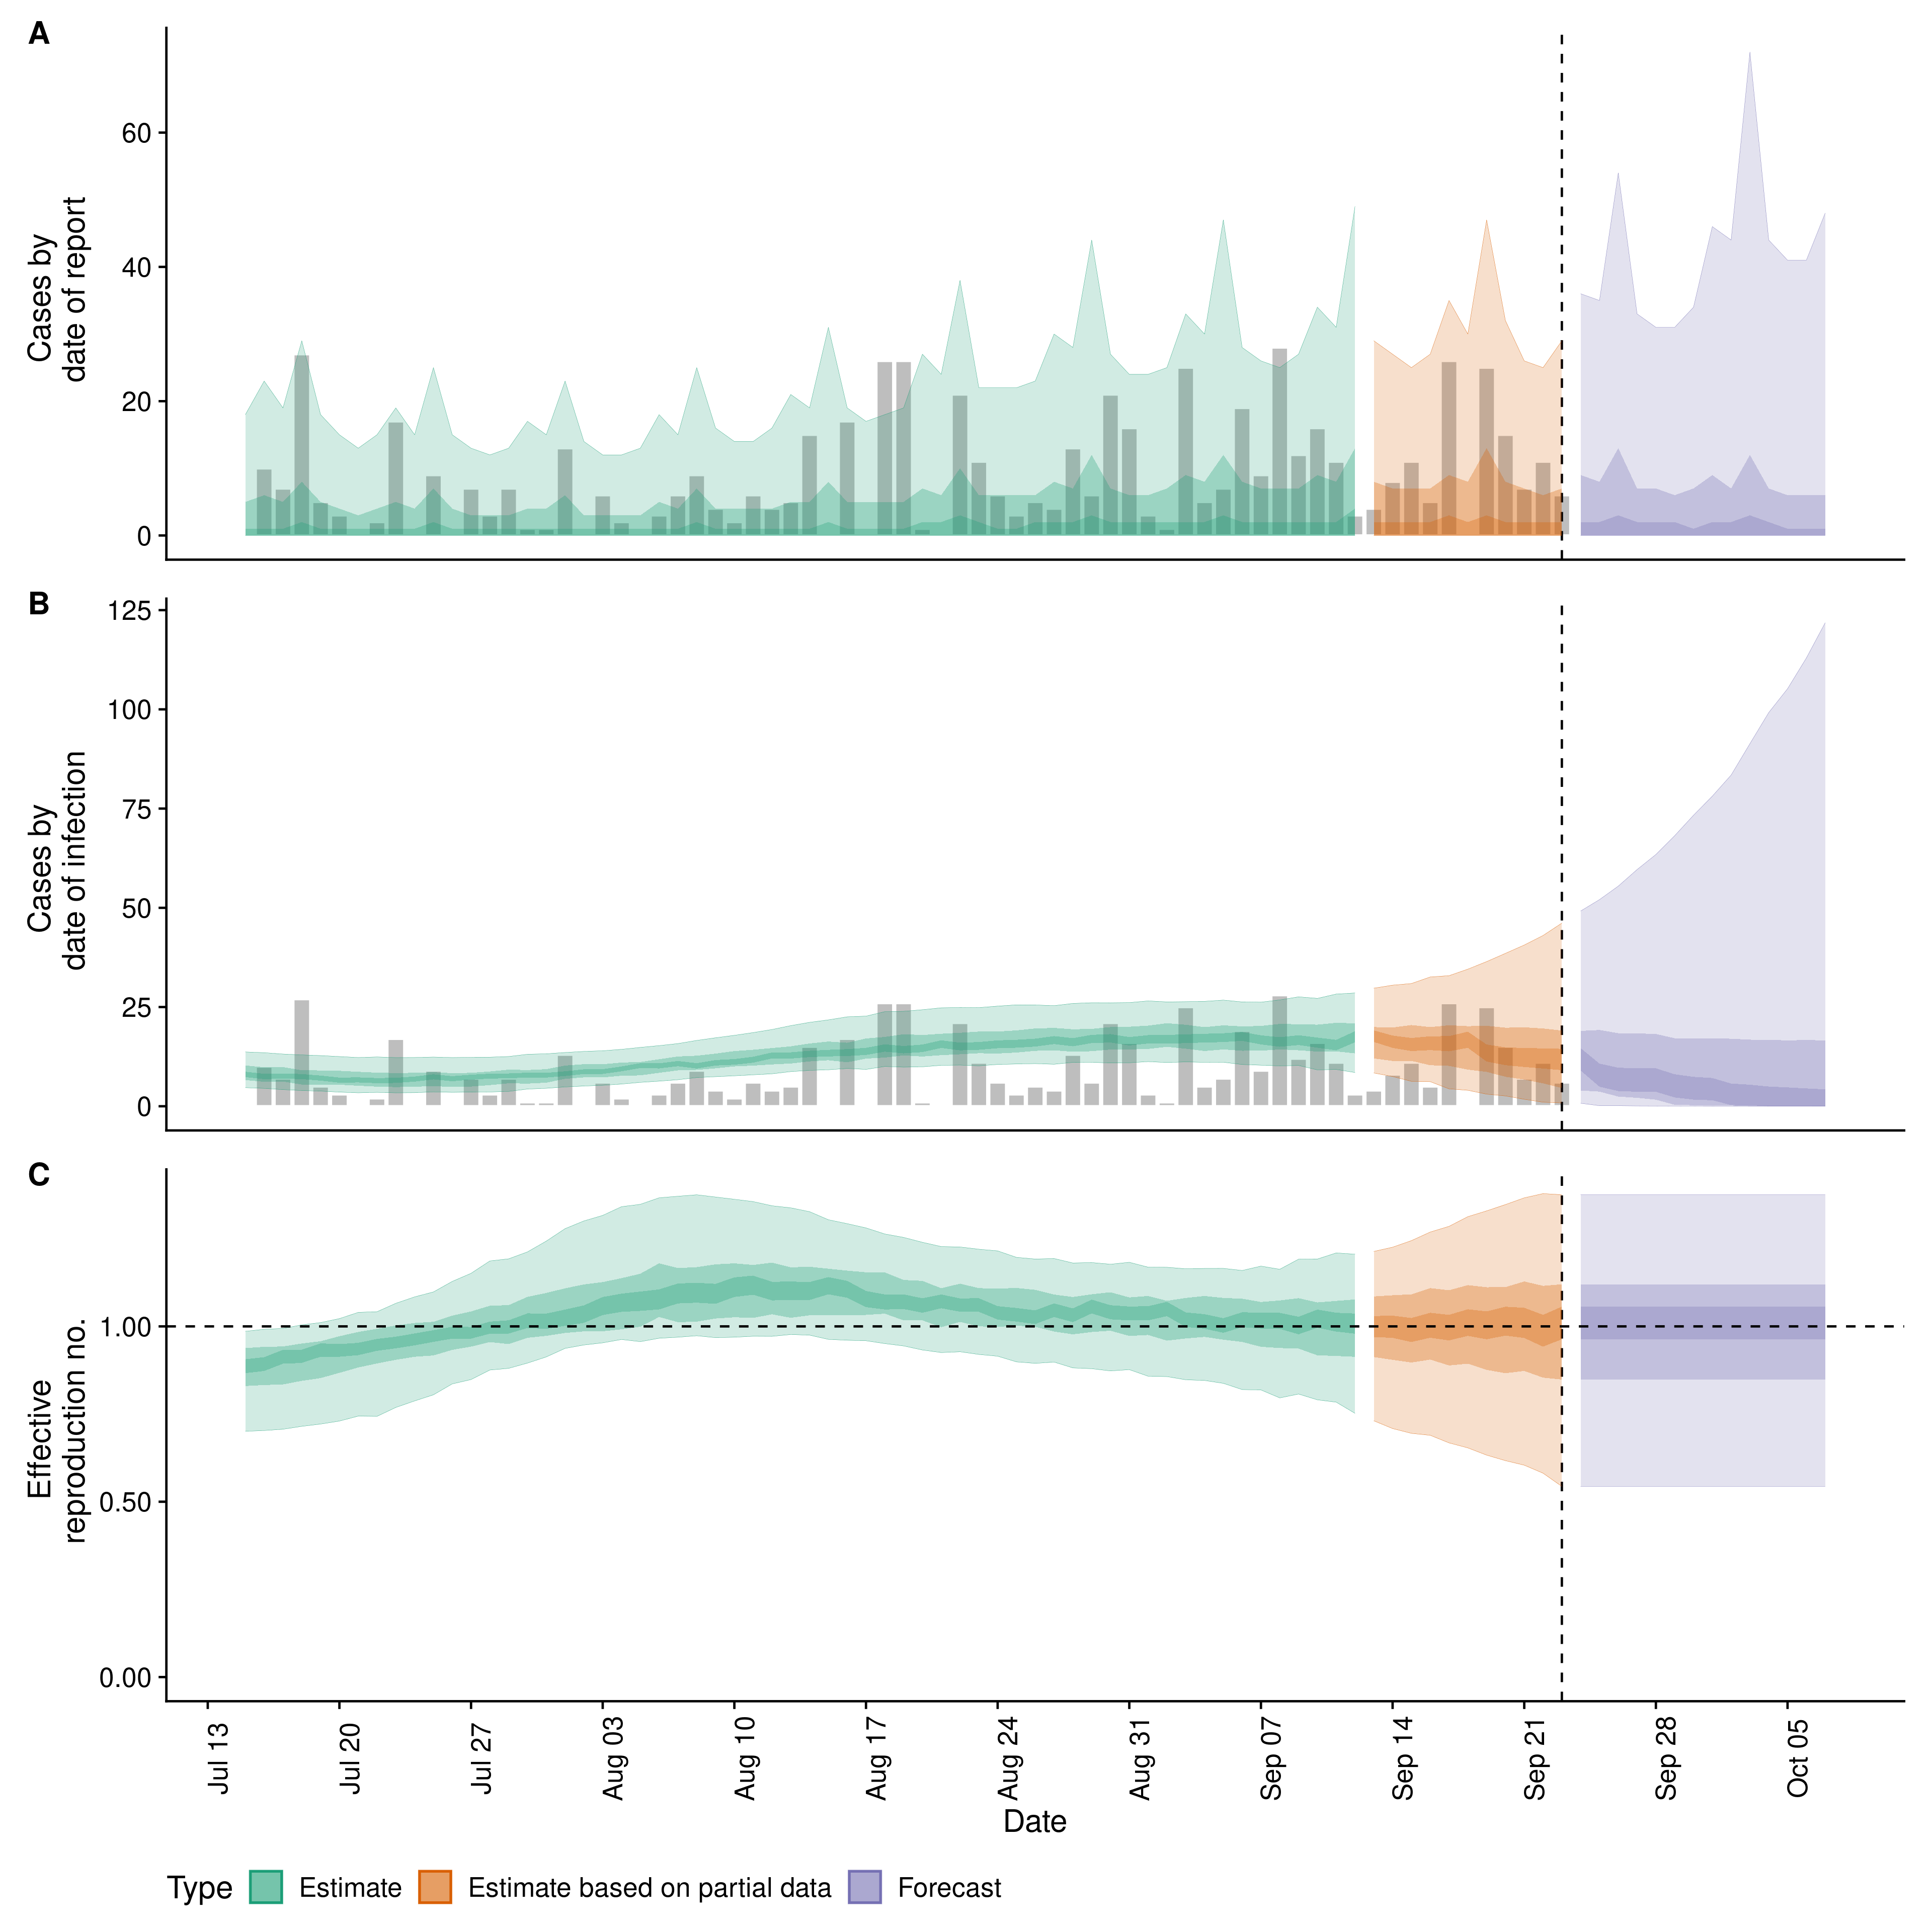 A
Cases by
date of report
60
40
20
0
B
Cases by
date of infection
125
100
75
50
25
0
C
Effective
reproduction no.
1.00
0.50
0.00
Jul 13
Jul 20
Jul 27
Aug 03
Aug 10
Aug 17
Aug 24
Aug 31
Sep 07
Sep 14
Sep 21
Sep 28
Oct 05
Date
Type Estimate Estimate based on partial data Forecast